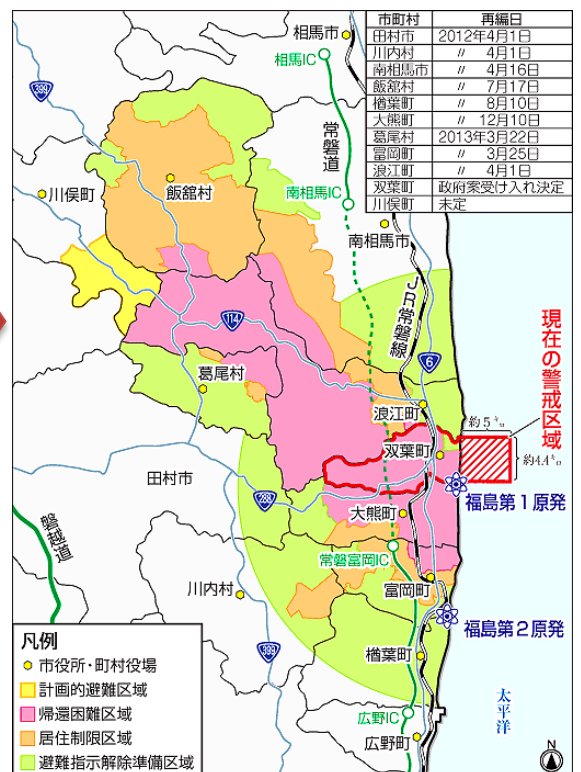 市町村 再編日
田村市 2012年4月1日
川内村 〃 4月1日
南相馬市 〃 4月16日
飯舘村 〃 7月17日
楢葉町 〃 8月10日
大熊町 〃 12月10日
葛尾村 2013年3月22日
富岡町 〃 3月25日
浪江町 〃 4月1日
双葉町 政府案受け入れ決定
川俣町 未定
相馬市
相馬IC
399
常磐道
川俣町
飯舘村
南相馬IC
南相馬市
JR常磐線
114
6
現在の警戒区域
葛尾村
浪江町
約5㌔
双葉町
約4.4㌔
田村市
288
福島第1原発
大熊町
磐越道
常磐富岡IC
川内村
富岡町
福島第2原発
399
楢葉町
太平洋
広野IC
広野町
N
凡例
市役所・町村役場
計画的避難区域
帰還困難区域
居住制限区域
避難指示解除準備区域